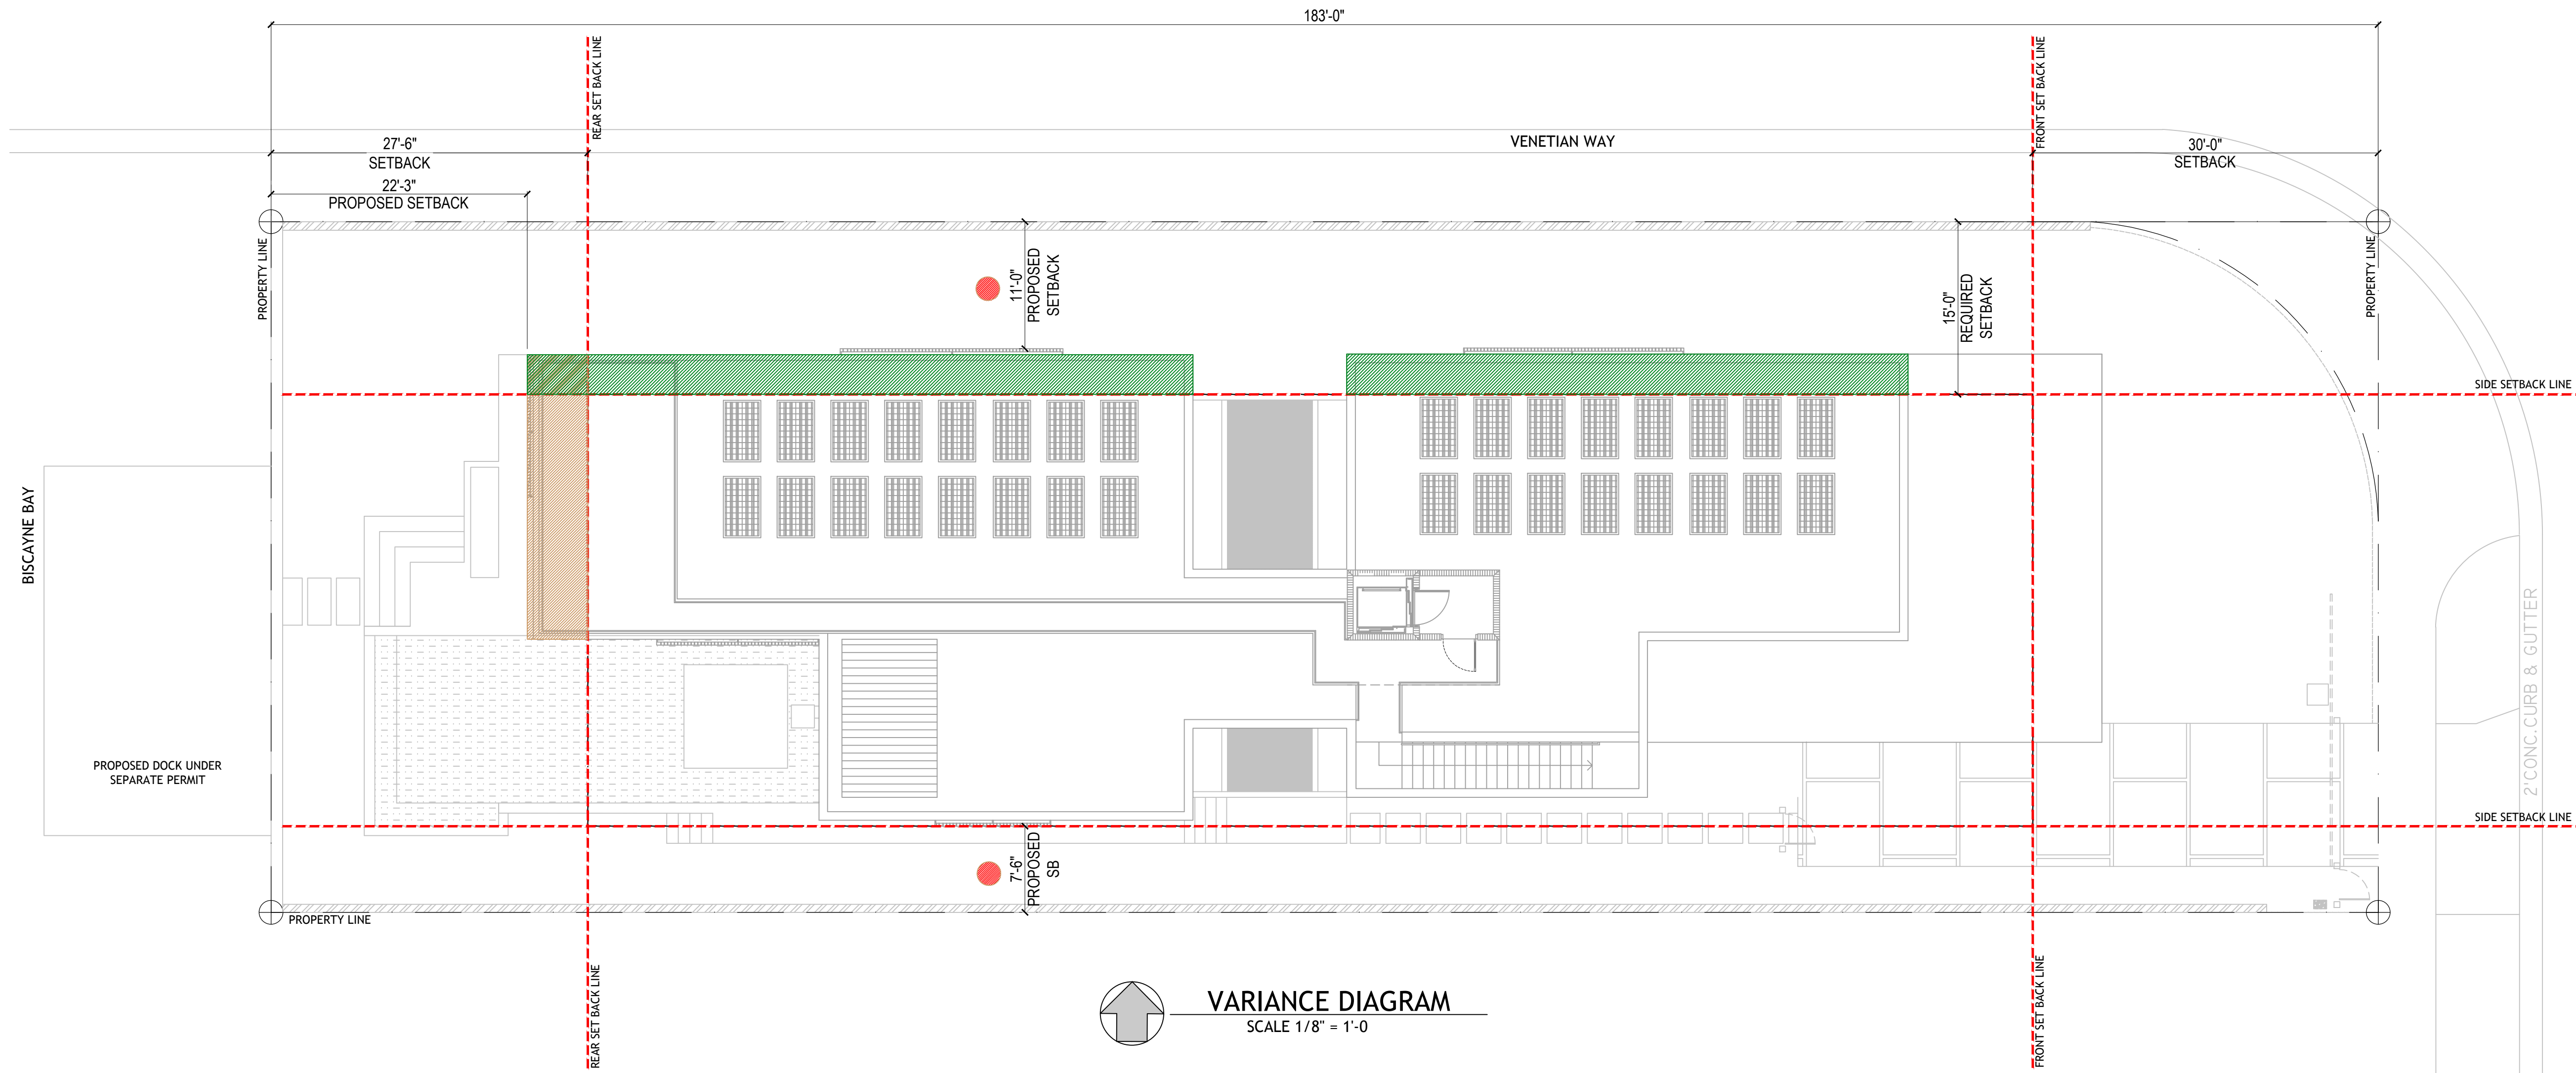 183'-0"
REAR SET BACK LINE
FRONT SET BACK LINE
VENETIAN WAY
27'-6"
SETBACK
30'-0"
SETBACK
22'-3"
PROPOSED SETBACK
PROPERTY LINE
11'-0"
PROPOSED
SETBACK
15'-0"
REQUIRED
SETBACK
PROPERTY LINE
SIDE SETBACK LINE
BISCAYNE BAY
2'CONC.CURB & GUTTER
PROPOSED DOCK UNDER
SEPARATE PERMIT
SIDE SETBACK LINE
7'-6"
PROPOSED
SB
PROPERTY LINE
REAR SET BACK LINE
FRONT SET BACK LINE
VARIANCE DIAGRAM
SCALE 1/8" = 1'-0